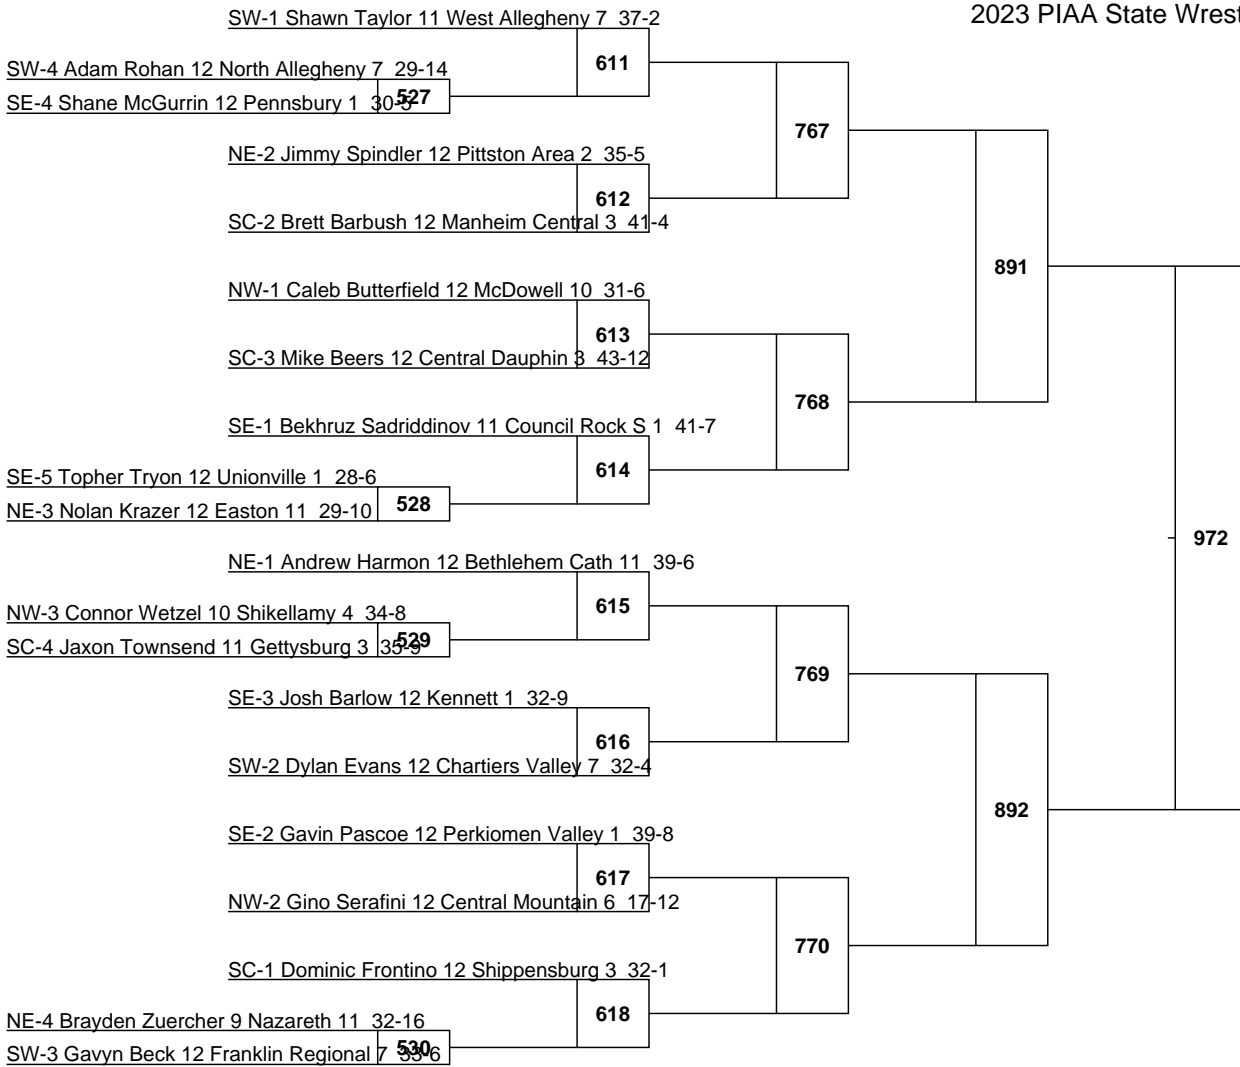 SW-1 Shawn Taylor 11 West Allegheny 7 37-2
2023 PIAA State Wrest
611
SW-4 Adam Rohan 12 North Allegheny 7 29-14
527
SE-4 Shane McGurrin 12 Pennsbury 1 30-5
767
NE-2 Jimmy Spindler 12 Pittston Area 2 35-5
612
SC-2 Brett Barbush 12 Manheim Central 3 41-4
891
NW-1 Caleb Butterfield 12 McDowell 10 31-6
613
SC-3 Mike Beers 12 Central Dauphin 3 43-12
768
SE-1 Bekhruz Sadriddinov 11 Council Rock S 1 41-7
614
SE-5 Topher Tryon 12 Unionville 1 28-6
528
NE-3 Nolan Krazer 12 Easton 11 29-10
972
NE-1 Andrew Harmon 12 Bethlehem Cath 11 39-6
615
NW-3 Connor Wetzel 10 Shikellamy 4 34-8
529
SC-4 Jaxon Townsend 11 Gettysburg 3 35-9
769
SE-3 Josh Barlow 12 Kennett 1 32-9
616
SW-2 Dylan Evans 12 Chartiers Valley 7 32-4
892
SE-2 Gavin Pascoe 12 Perkiomen Valley 1 39-8
617
NW-2 Gino Serafini 12 Central Mountain 6 17-12
770
SC-1 Dominic Frontino 12 Shippensburg 3 32-1
618
NE-4 Brayden Zuercher 9 Nazareth 11 32-16
530
SW-3 Gavyn Beck 12 Franklin Regional 7